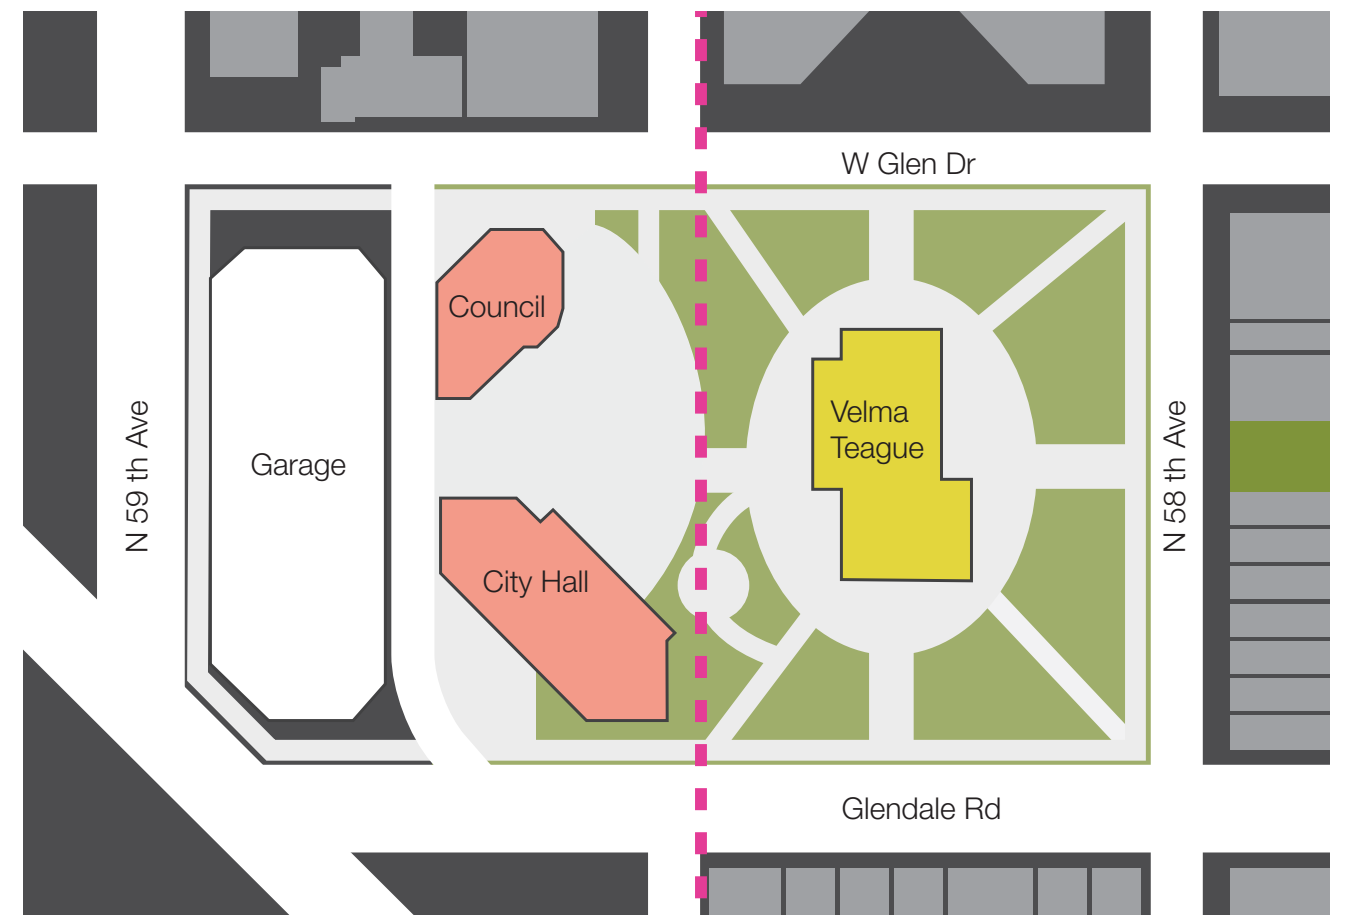 W Glen Dr
Council
Velma
Teague
N 59 th Ave
Garage
N 58 th Ave
City Hall
Glendale Rd